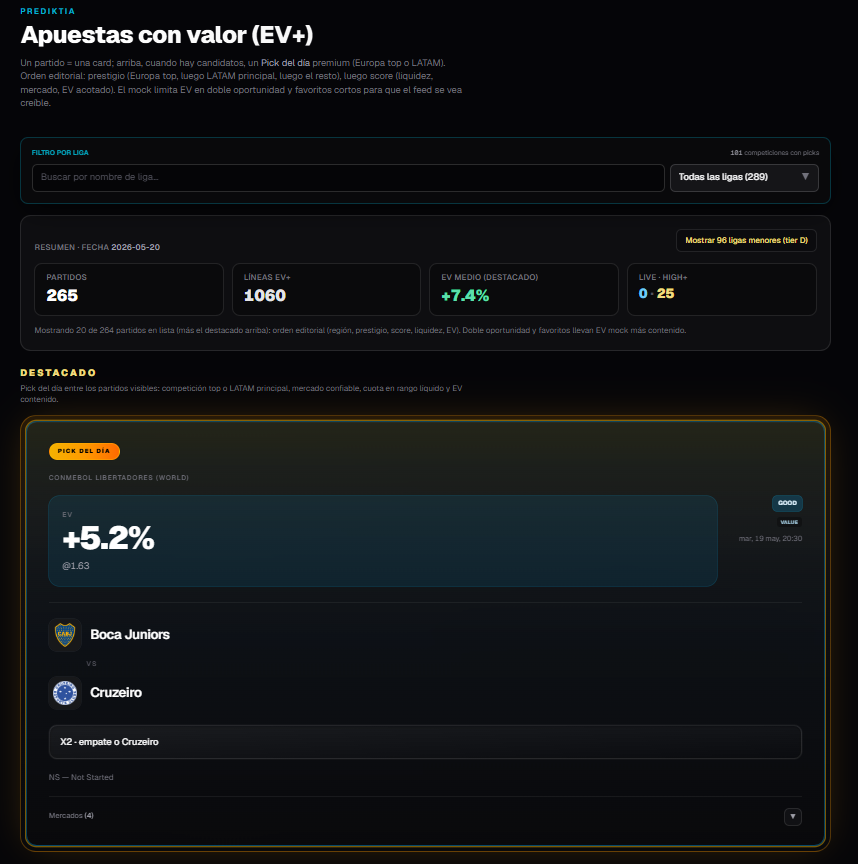 PREDIKTIA
Apuestas con valor (EV+)
Un partido = una card; arriba, cuando hay candidatos, un Pick del día premium (Europa top o LATAM).
Orden editorial: prestigio (Europa top, luego LATAM principal, luego el resto), luego score (liquidez,
mercado, EV acotado). El mock limita EV en doble oportunidad y favoritos cortos para que el feed se vea
creíble.
FILTRO POR LIGA
101 competiciones con picks
Buscar por nombre de liga...
Todas las ligas (289) ▼
RESUMEN · FECHA 2026-05-20
Mostrar 96 ligas menores (tier D)
PARTIDOS
265
LÍNEAS EV+
1060
EV MEDIO (DESTACADO)
+7.4%
LIVE · HIGH+
0 · 25
Mostrando 20 de 264 partidos en lista (más el destacado arriba): orden editorial (región, prestigio, score, liquidez, EV). Doble oportunidad y favoritos llevan EV mock más contenido.
DESTACADO
Pick del día entre los partidos visibles: competición top o LATAM principal, mercado confiable, cuota en rango líquido y EV
contenido.
PICK DEL DÍA
CONMEBOL LIBERTADORES (WORLD)
EV
+5.2%
@1.63
GOOD
VALUE
mar, 19 may, 20:30
CABJ
Boca Juniors
VS
Cruzeiro
X2 · empate o Cruzeiro
NS — Not Started
Mercados (4)
▼